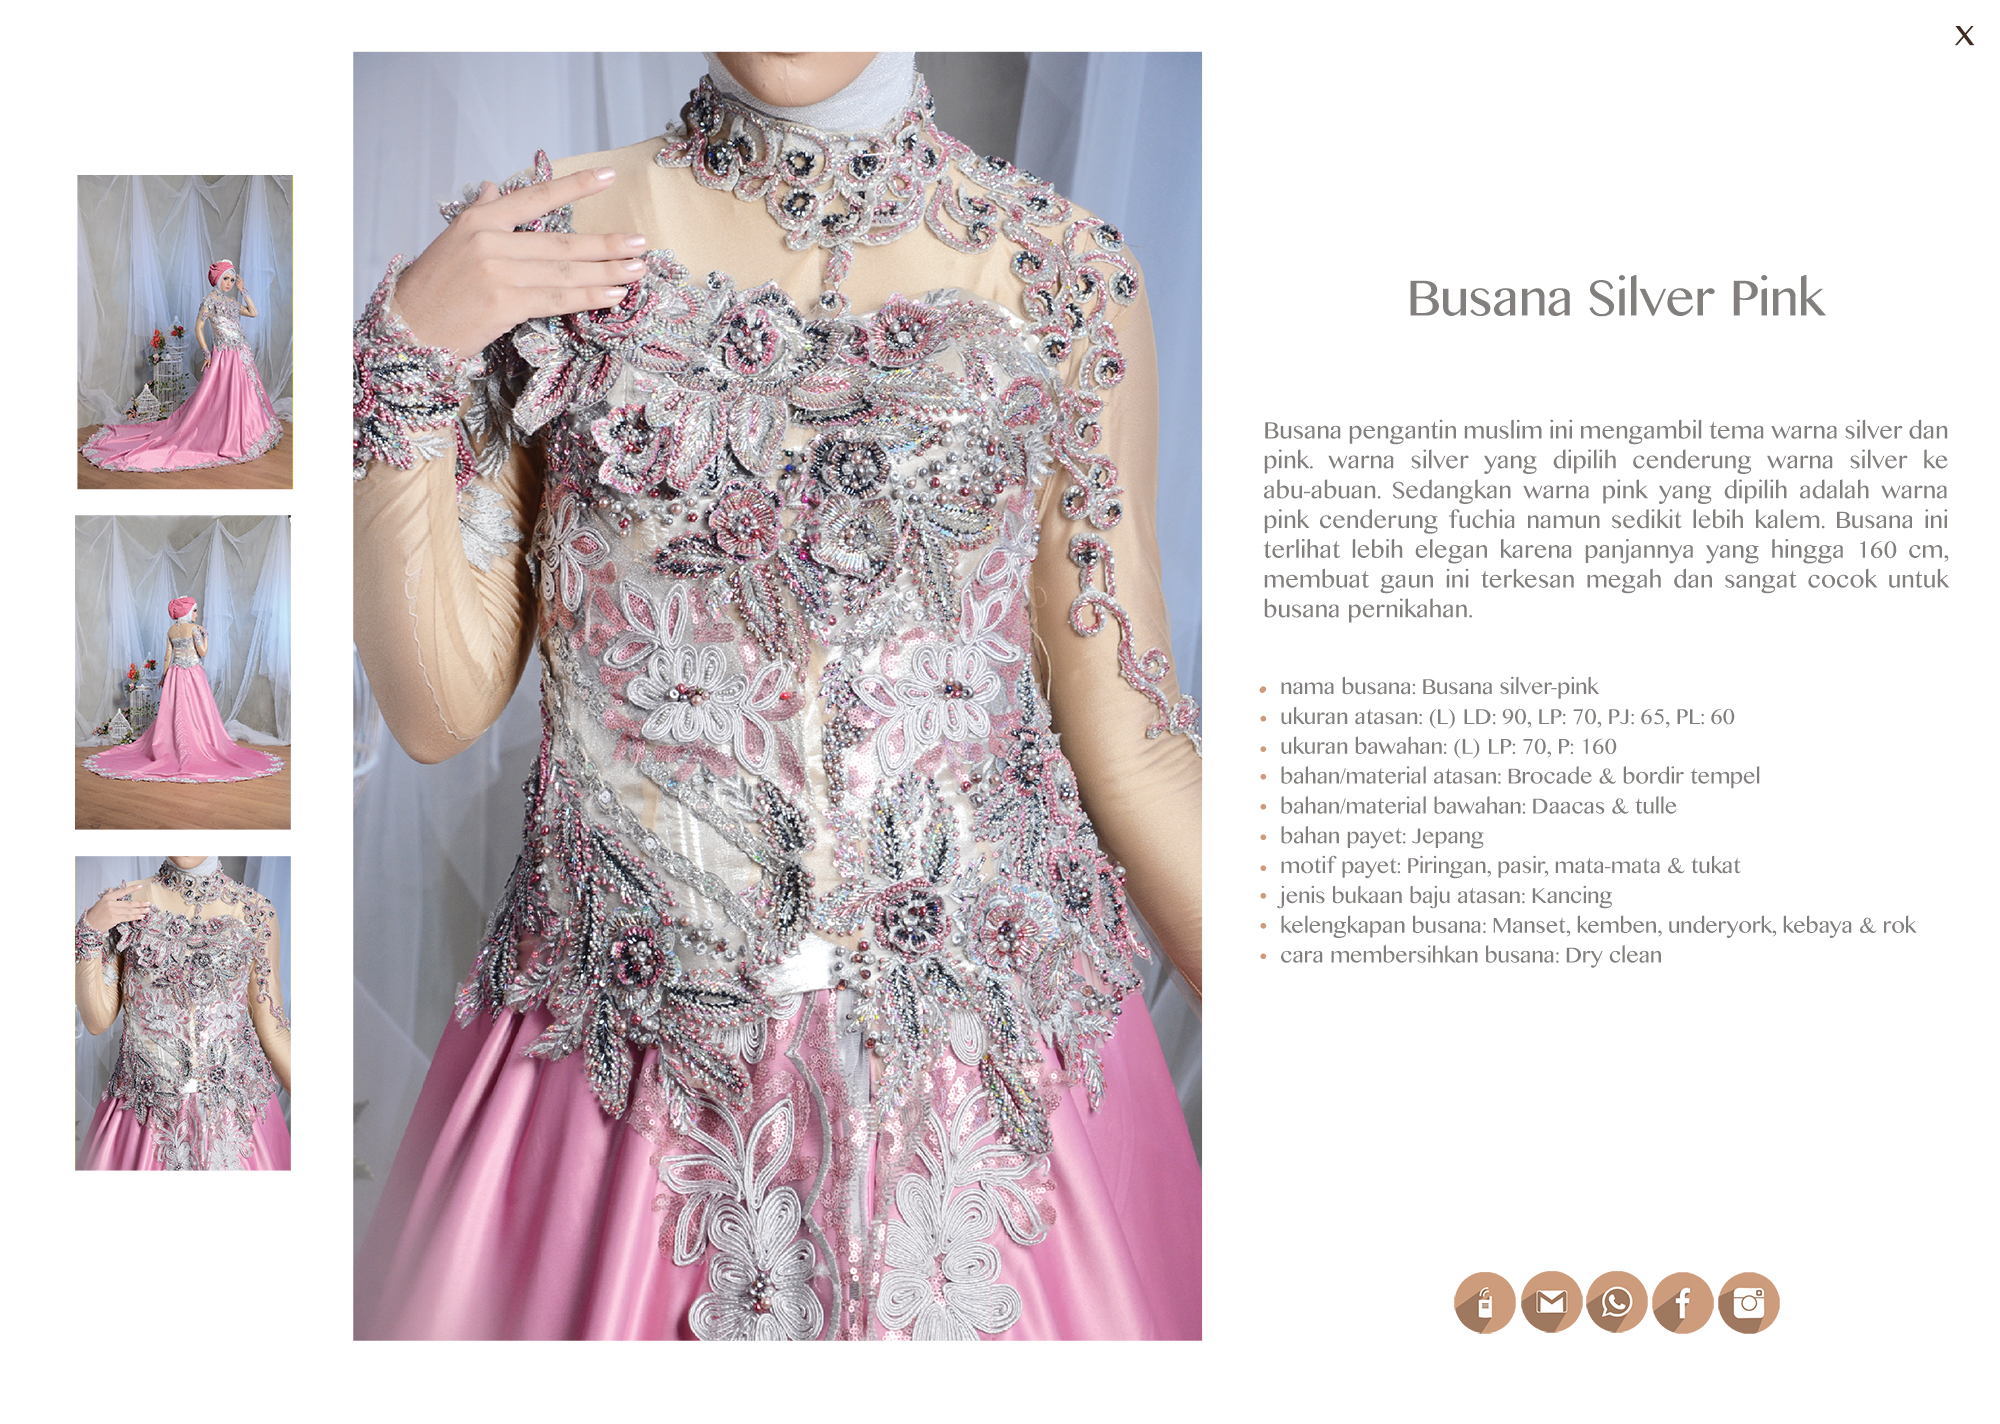 X
Busana Silver Pink
Busana pengantin muslim ini mengambil tema warna silver dan
pink. warna silver yang dipilih cenderung warna silver ke
abu-abuan. Sedangkan warna pink yang dipilih adalah warna
pink cenderung fuchia namun sedikit lebih kalem. Busana ini
terlihat lebih elegan karena panjannya yang hingga 160 cm,
membuat gaun ini terkesan megah dan sangat cocok untuk
busana pernikahan.
• nama busana: Busana silver-pink
• ukuran atasan: (L) LD: 90, LP: 70, PJ: 65, PL: 60
• ukuran bawahan: (L) LP: 70, P: 160
• bahan/material atasan: Brocade & bordir tempel
• bahan/material bawahan: Daacas & tulle
• bahan payet: Jepang
• motif payet: Piringan, pasir, mata-mata & tukat
• jenis bukaan baju atasan: Kancing
• kelengkapan busana: Manset, kemben, underyork, kebaya & rok
• cara membersihkan busana: Dry clean